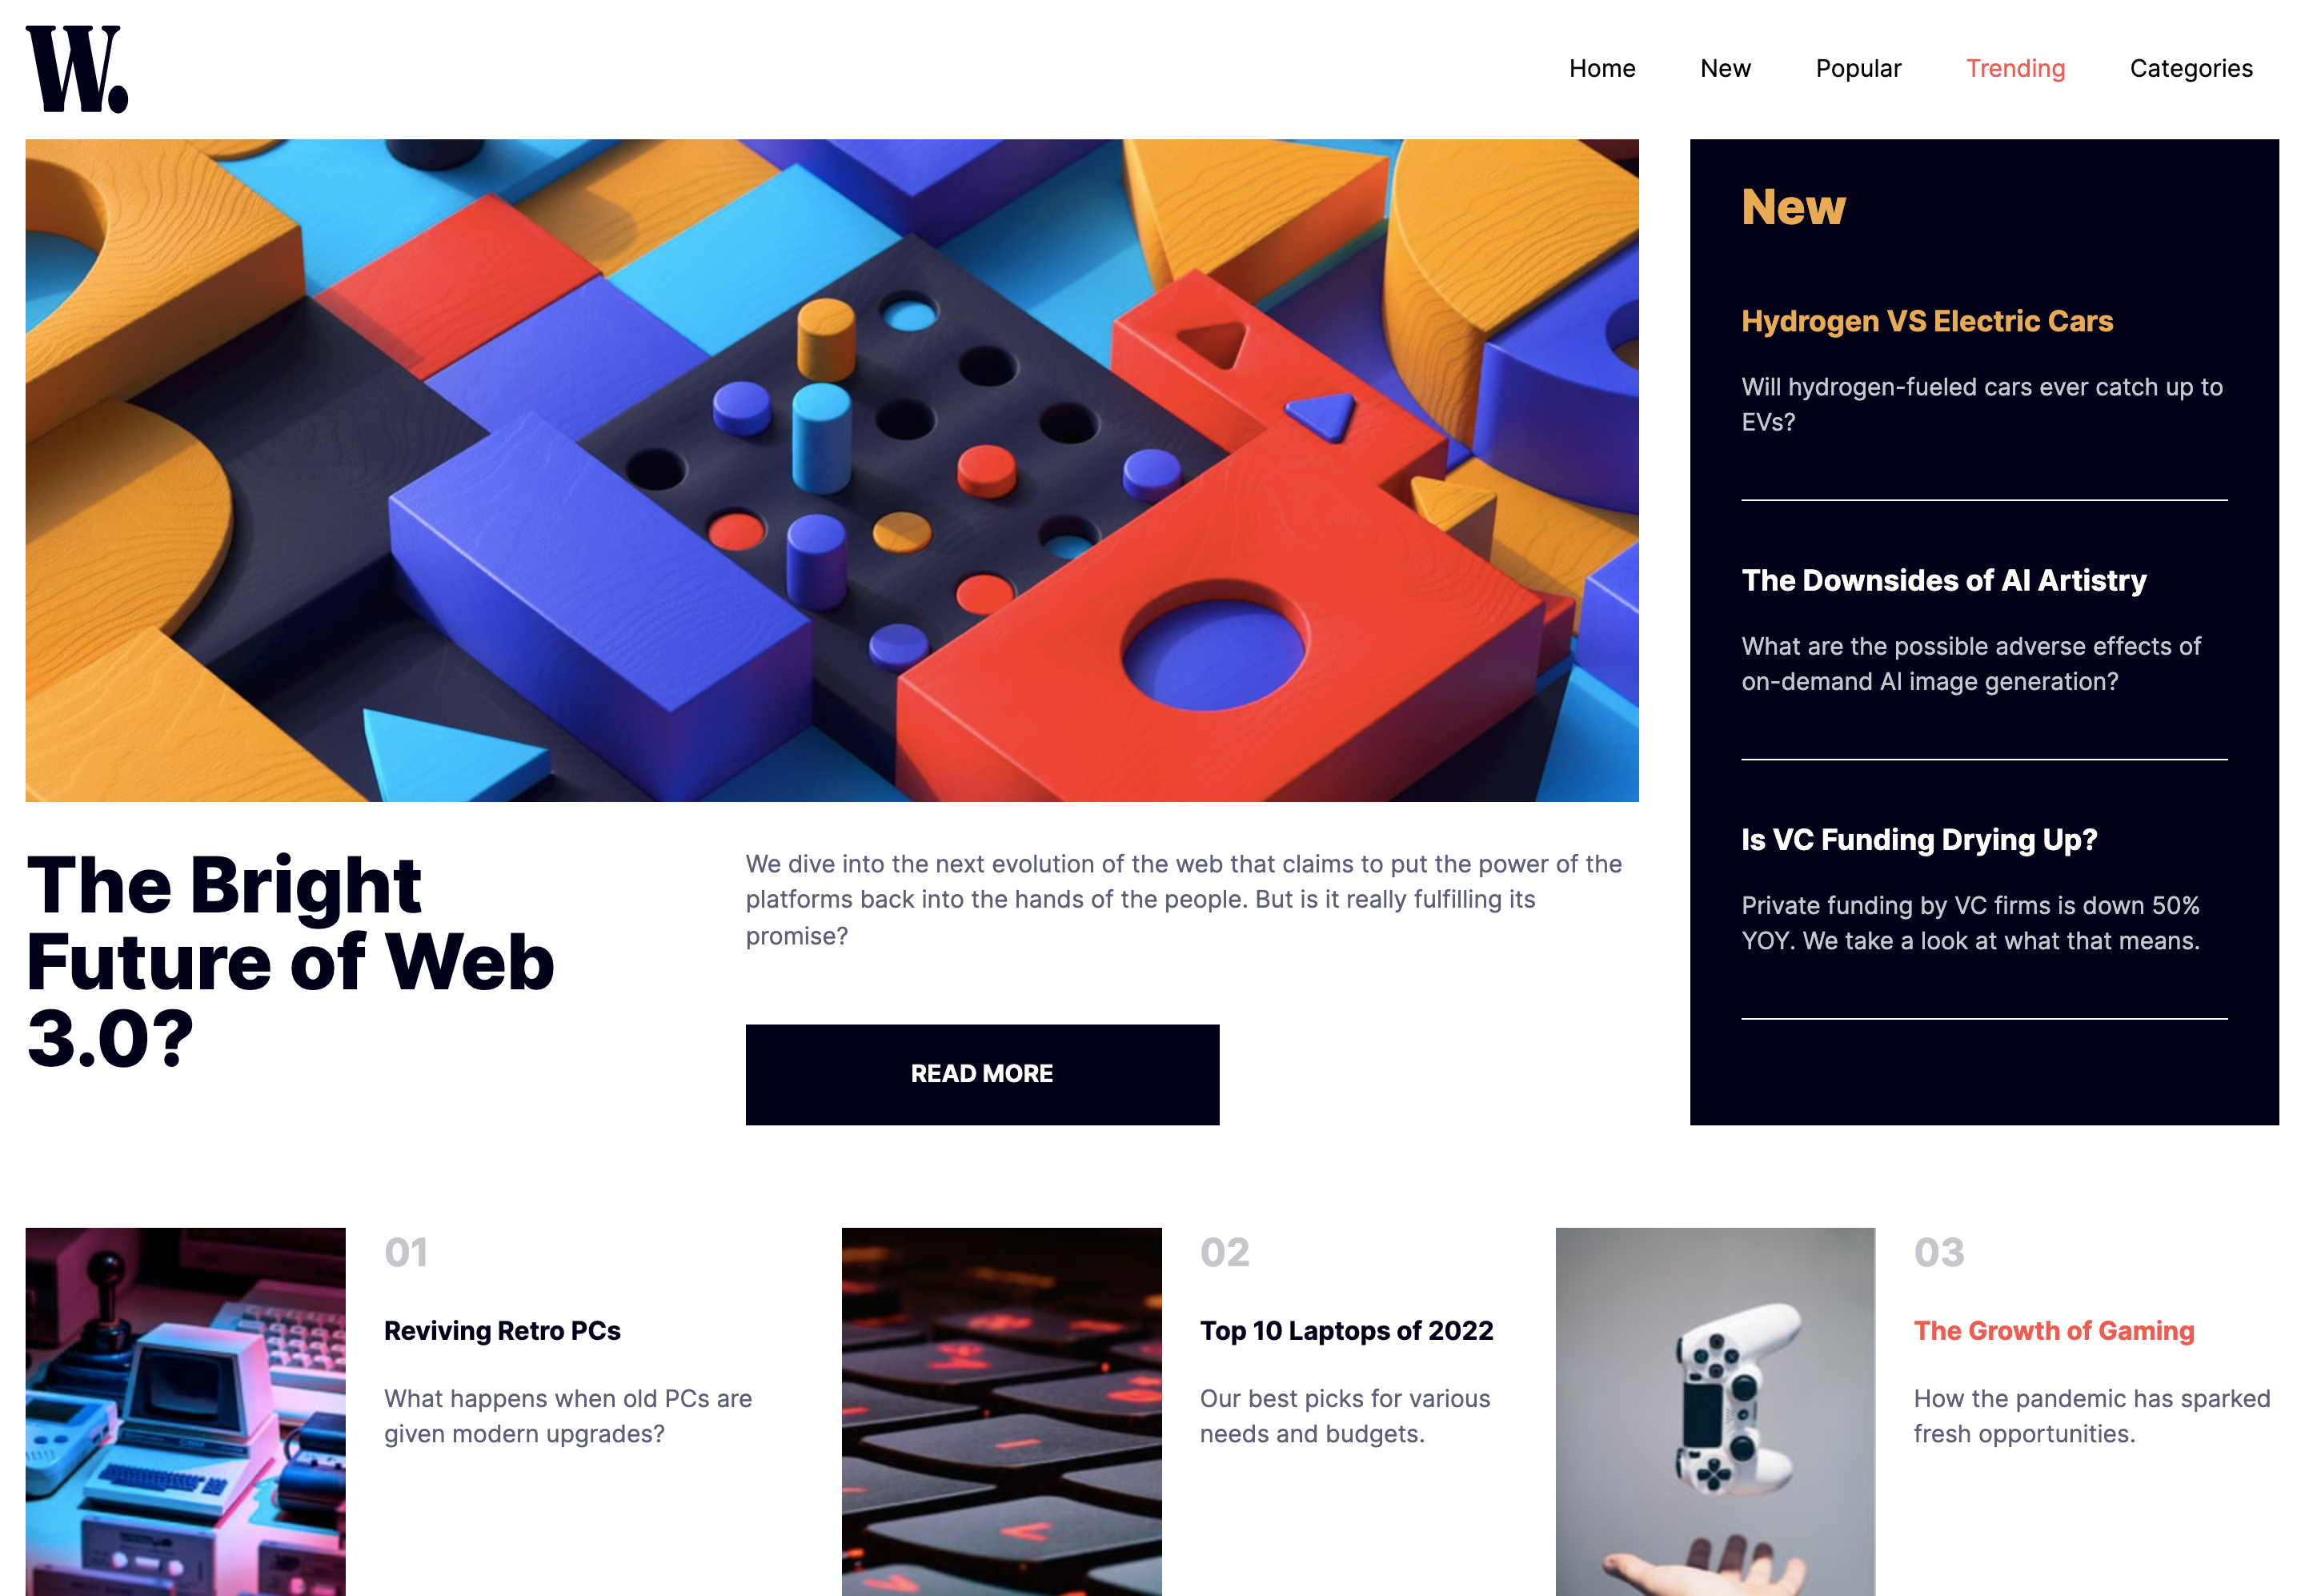 W.
Home New Popular Trending Categories
New
Hydrogen VS Electric Cars
Will hydrogen-fueled cars ever catch up to
EVs?
The Downsides of AI Artistry
What are the possible adverse effects of
on-demand AI image generation?
Is VC Funding Drying Up?
Private funding by VC firms is down 50%
YOY. We take a look at what that means.
The Bright
Future of Web
3.0?
We dive into the next evolution of the web that claims to put the power of the
platforms back into the hands of the people. But is it really fulfilling its
promise?
READ MORE
01
Reviving Retro PCs
What happens when old PCs are
given modern upgrades?
02
Top 10 Laptops of 2022
Our best picks for various
needs and budgets.
03
The Growth of Gaming
How the pandemic has sparked
fresh opportunities.